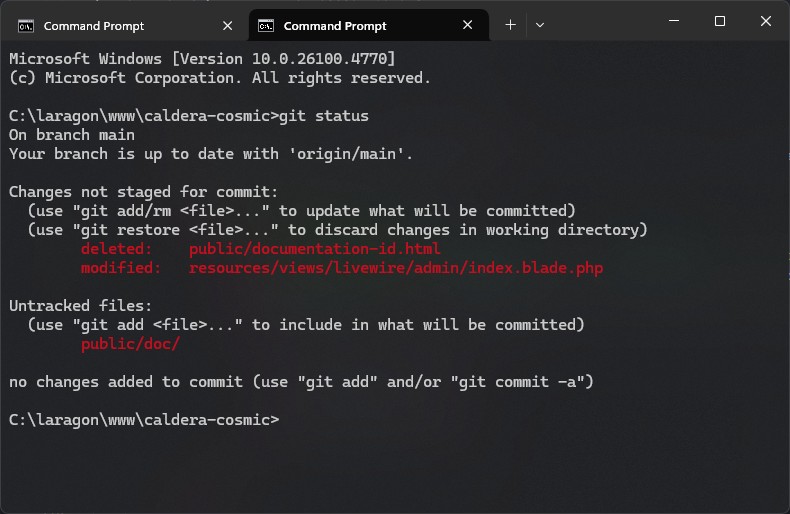 Command Prompt
Command Prompt
Microsoft Windows [Version 10.0.26100.4770]
(c) Microsoft Corporation. All rights reserved.
C:\laragon\www\caldera-cosmic>git status
On branch main
Your branch is up to date with 'origin/main'.
Changes not staged for commit:
  (use "git add/rm <file>..." to update what will be committed)
  (use "git restore <file>..." to discard changes in working directory)
        deleted:    public/documentation-id.html
        modified:   resources/views/livewire/admin/index.blade.php
Untracked files:
  (use "git add <file>..." to include in what will be committed)
        public/doc/
no changes added to commit (use "git add" and/or "git commit -a")
C:\laragon\www\caldera-cosmic>